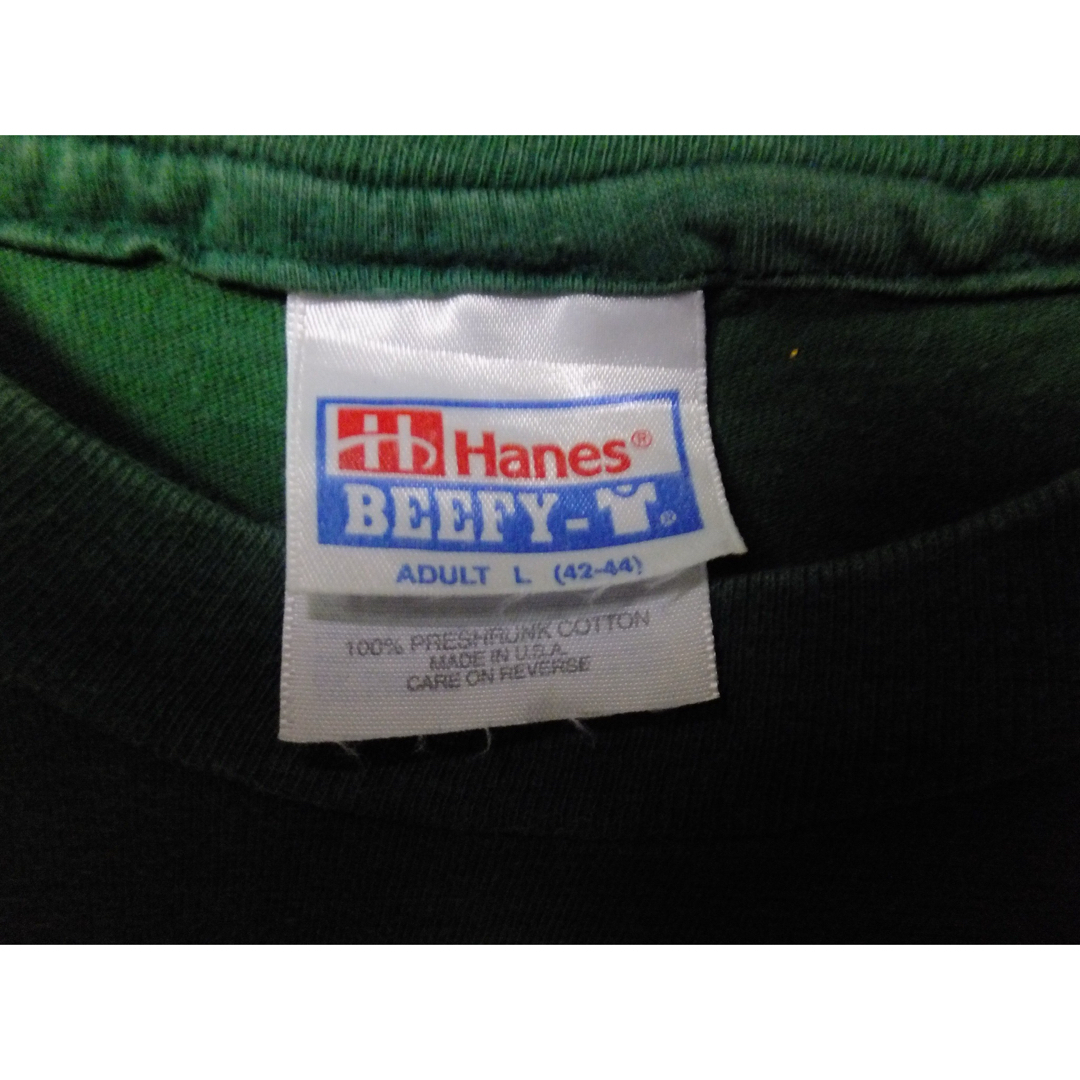 Hanes®
BEEFY-T®
ADULT L (42-44)
100% PRESHRUNK COTTON
MADE IN U.S.A.
CARE ON REVERSE